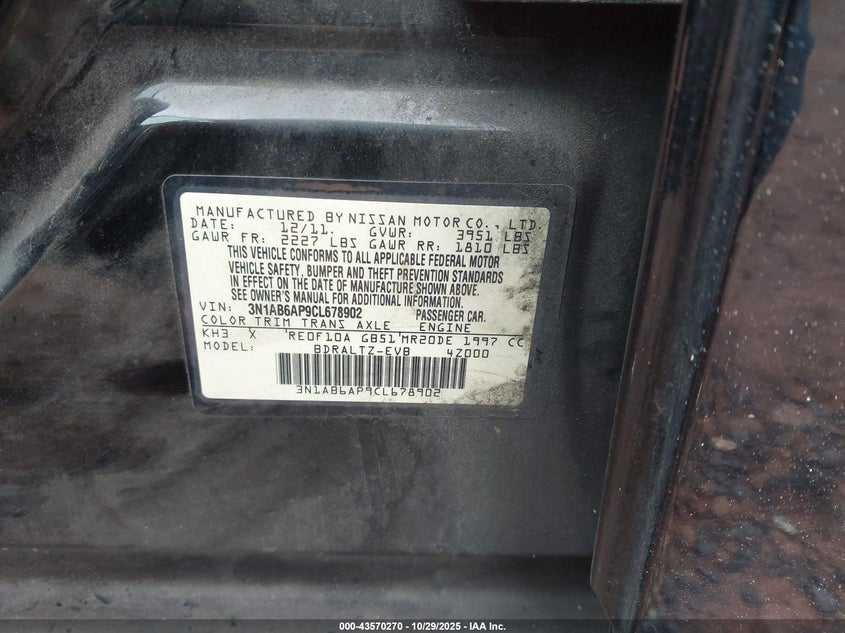 MANUFACTURED BY NISSAN MOTOR CO., LTD.
DATE: 12/11. GVWR: 3951 LBS
GAWR FR: 2227 LBS GAWR RR: 1810 LBS
THIS VEHICLE CONFORMS TO ALL APPLICABLE FEDERAL MOTOR
VEHICLE SAFETY, BUMPER AND THEFT PREVENTION STANDARDS
IN EFFECT ON THE DATE OF MANUFACTURE SHOWN ABOVE.
SEE OWNER'S MANUAL FOR ADDITIONAL INFORMATION.
VIN: 3N1AB6AP9CL678902 PASSENGER CAR.
COLOR TRIM TRANS AXLE ENGINE
KH3 X RE0F10A GB51 MR20DE 1997 CC
MODEL: BDRALTZ-EVB 4Z000
3N1AB6AP9CL678902
000-43570270 - 10/29/2025 - IAA Inc.